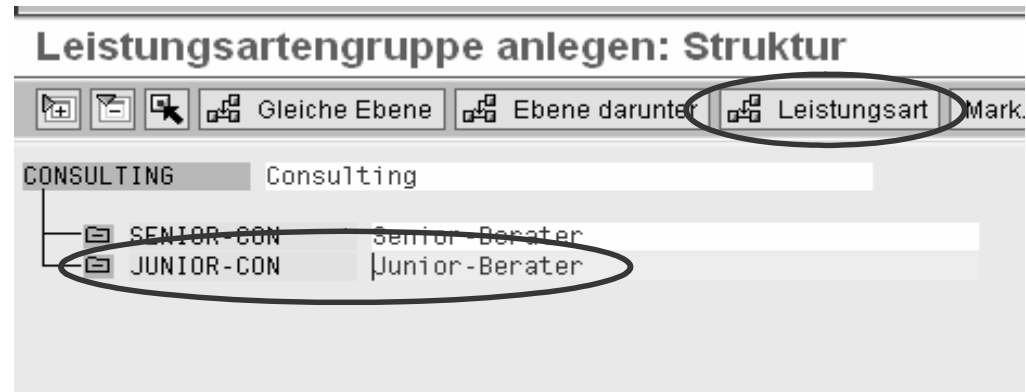 Leistungsartengruppe anlegen: Struktur
Gleiche Ebene Ebene darunter Leistungsart Mark.
CONSULTING Consulting
SENIOR-CON Senior-Berater
JUNIOR-CON Junior-Berater